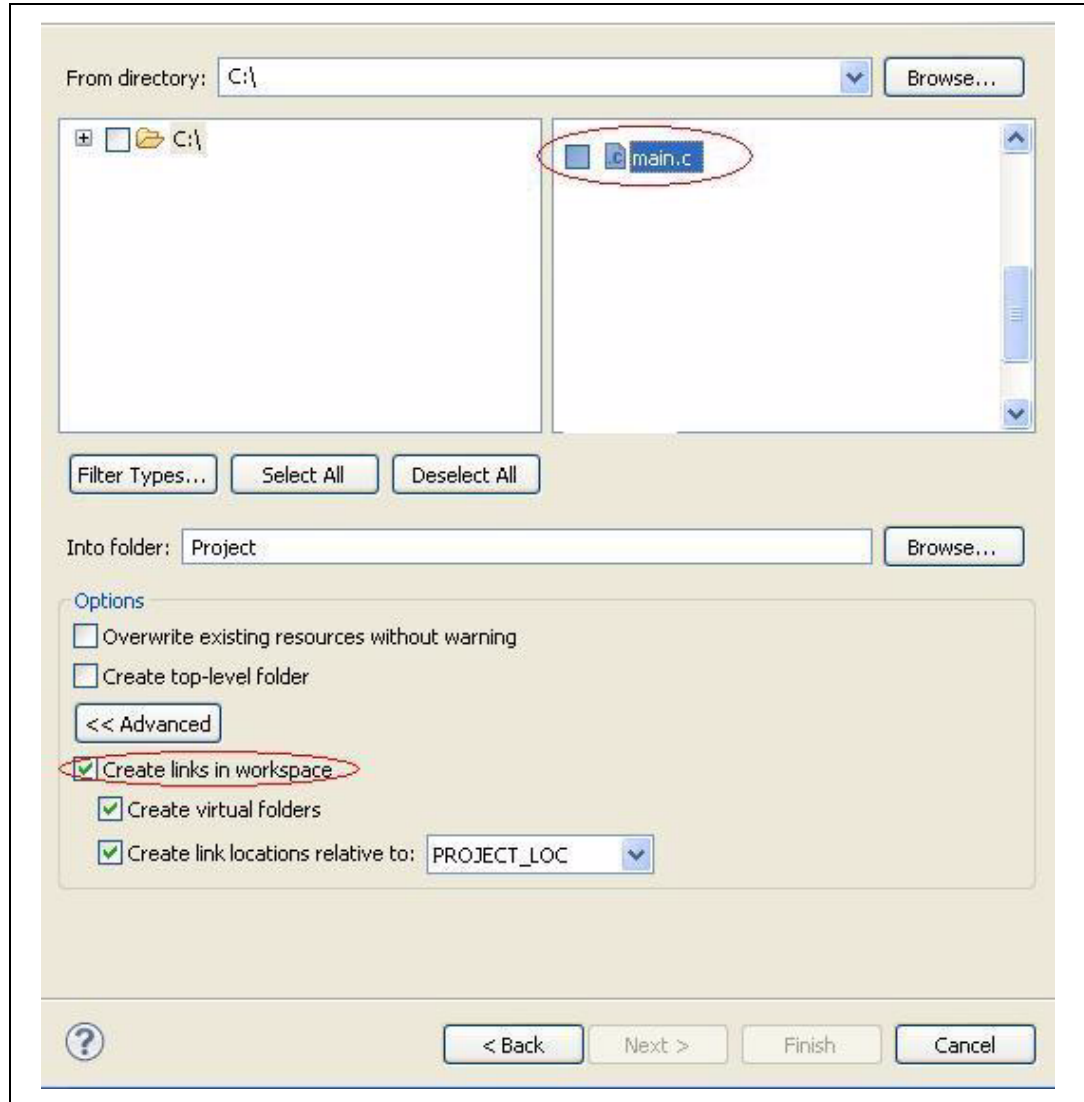 From directory: C:\ Browse...
C:\ main.c
Filter Types... Select All Deselect All
Into folder: Project Browse...
Options
Overwrite existing resources without warning
Create top-level folder
<< Advanced
Create links in workspace
Create virtual folders
Create link locations relative to: PROJECT_LOC
? < Back Next > Finish Cancel